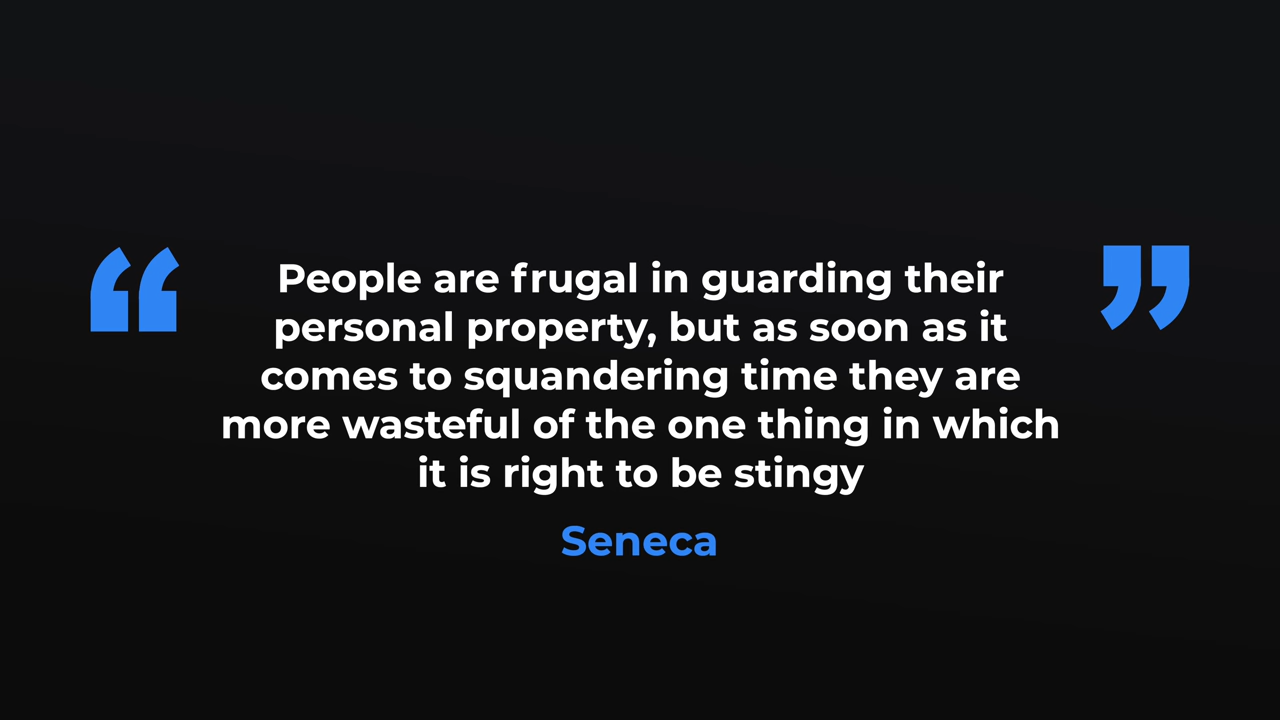 “ People are frugal in guarding their ”
personal property, but as soon as it
comes to squandering time they are
more wasteful of the one thing in which
it is right to be stingy
Seneca